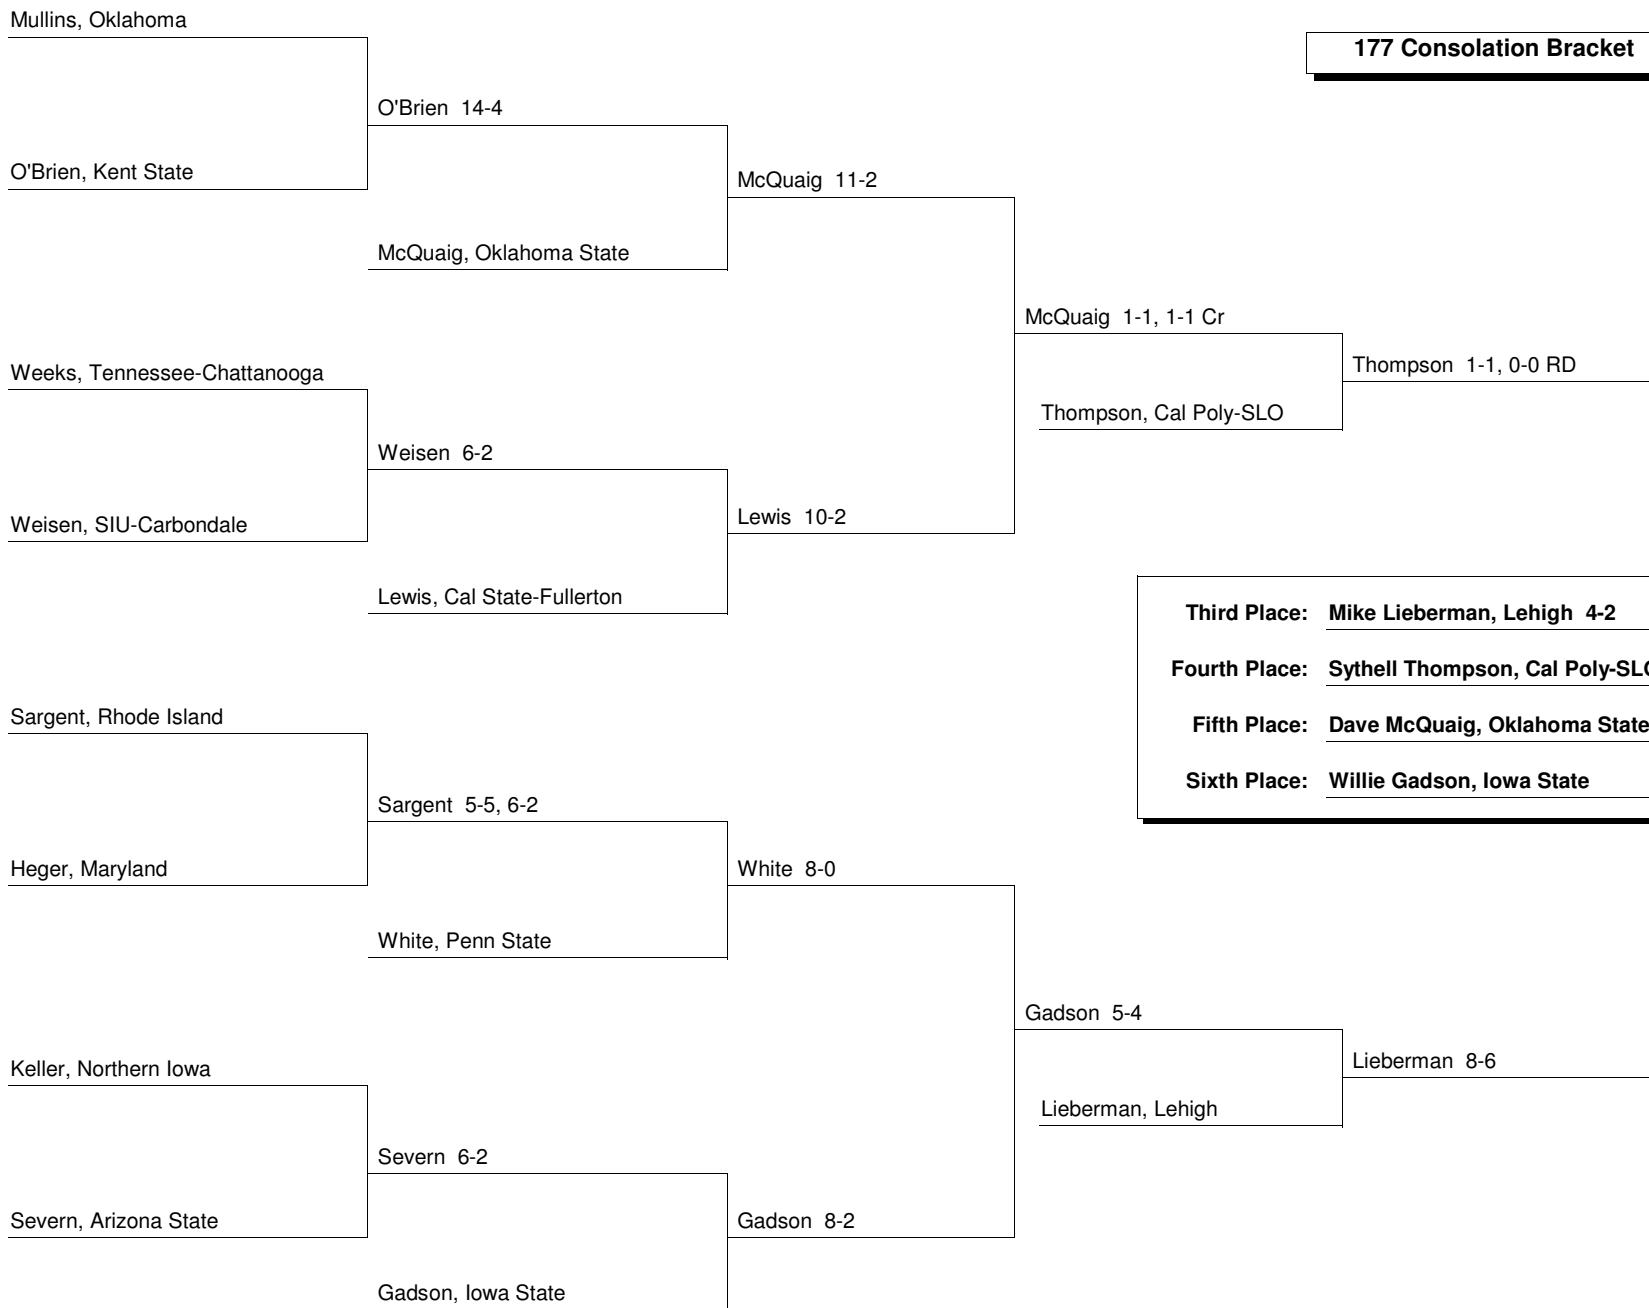 Mullins, Oklahoma
177 Consolation Bracket
O'Brien 14-4
O'Brien, Kent State
McQuaig 11-2
McQuaig, Oklahoma State
McQuaig 1-1, 1-1 Cr
Weeks, Tennessee-Chattanooga
Thompson 1-1, 0-0 RD
Thompson, Cal Poly-SLO
Weisen 6-2
Weisen, SIU-Carbondale
Lewis 10-2
Lewis, Cal State-Fullerton
Third Place: Mike Lieberman, Lehigh 4-2
Fourth Place: Sythell Thompson, Cal Poly-SLO
Fifth Place: Dave McQuaig, Oklahoma State
Sixth Place: Willie Gadson, Iowa State
Sargent, Rhode Island
Sargent 5-5, 6-2
Heger, Maryland
White 8-0
White, Penn State
Gadson 5-4
Keller, Northern Iowa
Lieberman 8-6
Lieberman, Lehigh
Severn 6-2
Severn, Arizona State
Gadson 8-2
Gadson, Iowa State